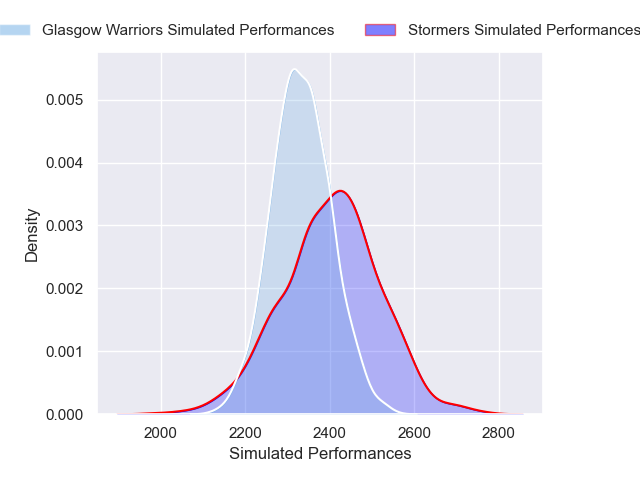 Glasgow Warriors Simulated Performances Stormers Simulated Performances
0.005
0.004
0.003
0.002
0.001
0.000
Density
2000 2200 2400 2600 2800
Simulated Performances